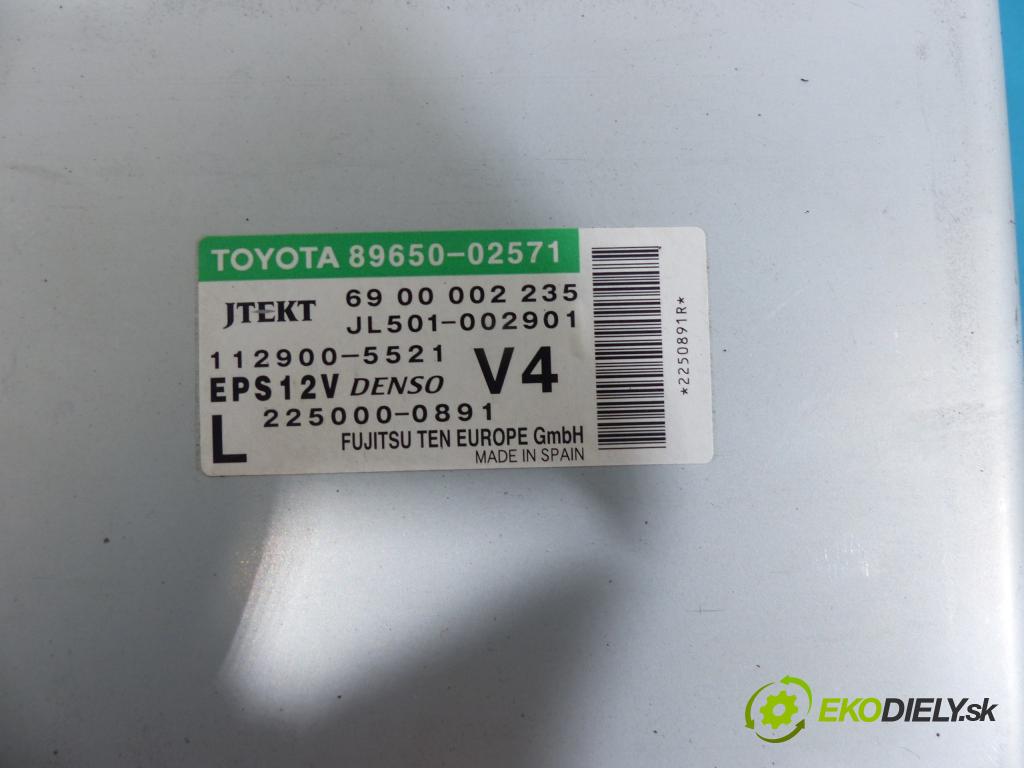 TOYOTA 89650-02571
JTEKT
69 00 002 235
JL501-002901
112900-5521
EPS12V DENSO V4
225000-0891
L
FUJITSU TEN EUROPE GmbH
MADE IN SPAIN
*2250891R*
EKODIELY.sk